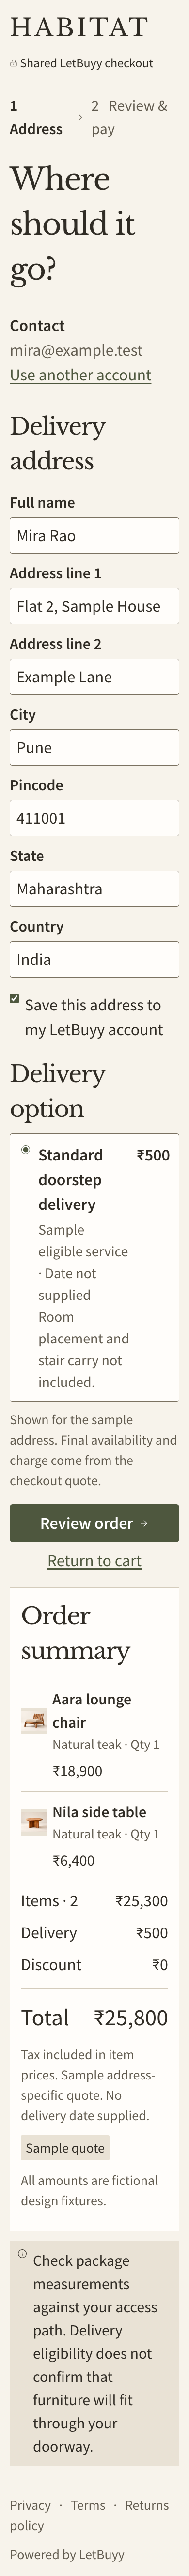 HABITAT
Shared LetBuyy checkout
1 Address
2 Review & pay
Where
should it
go?
Contact
mira@example.test
Use another account
Delivery
address
Full name
Mira Rao
Address line 1
Flat 2, Sample House
Address line 2
Example Lane
City
Pune
Pincode
411001
State
Maharashtra
Country
India
Save this address to
my LetBuyy account
Delivery
option
Standard ₹500
doorstep
delivery
Sample
eligible service
· Date not
supplied
Room
placement and
stair carry not
included.
Shown for the sample
address. Final availability and
charge come from the
checkout quote.
Review order →
Return to cart
Order
summary
Aara lounge
chair
Natural teak · Qty 1
₹18,900
Nila side table
Natural teak · Qty 1
₹6,400
Items · 2 ₹25,300
Delivery ₹500
Discount ₹0
Total ₹25,800
Tax included in item
prices. Sample address-
specific quote. No
delivery date supplied.
Sample quote
All amounts are fictional
design fixtures.
Check package
measurements
against your access
path. Delivery
eligibility does not
confirm that
furniture will fit
through your
doorway.
Privacy · Terms · Returns
policy
Powered by LetBuyy